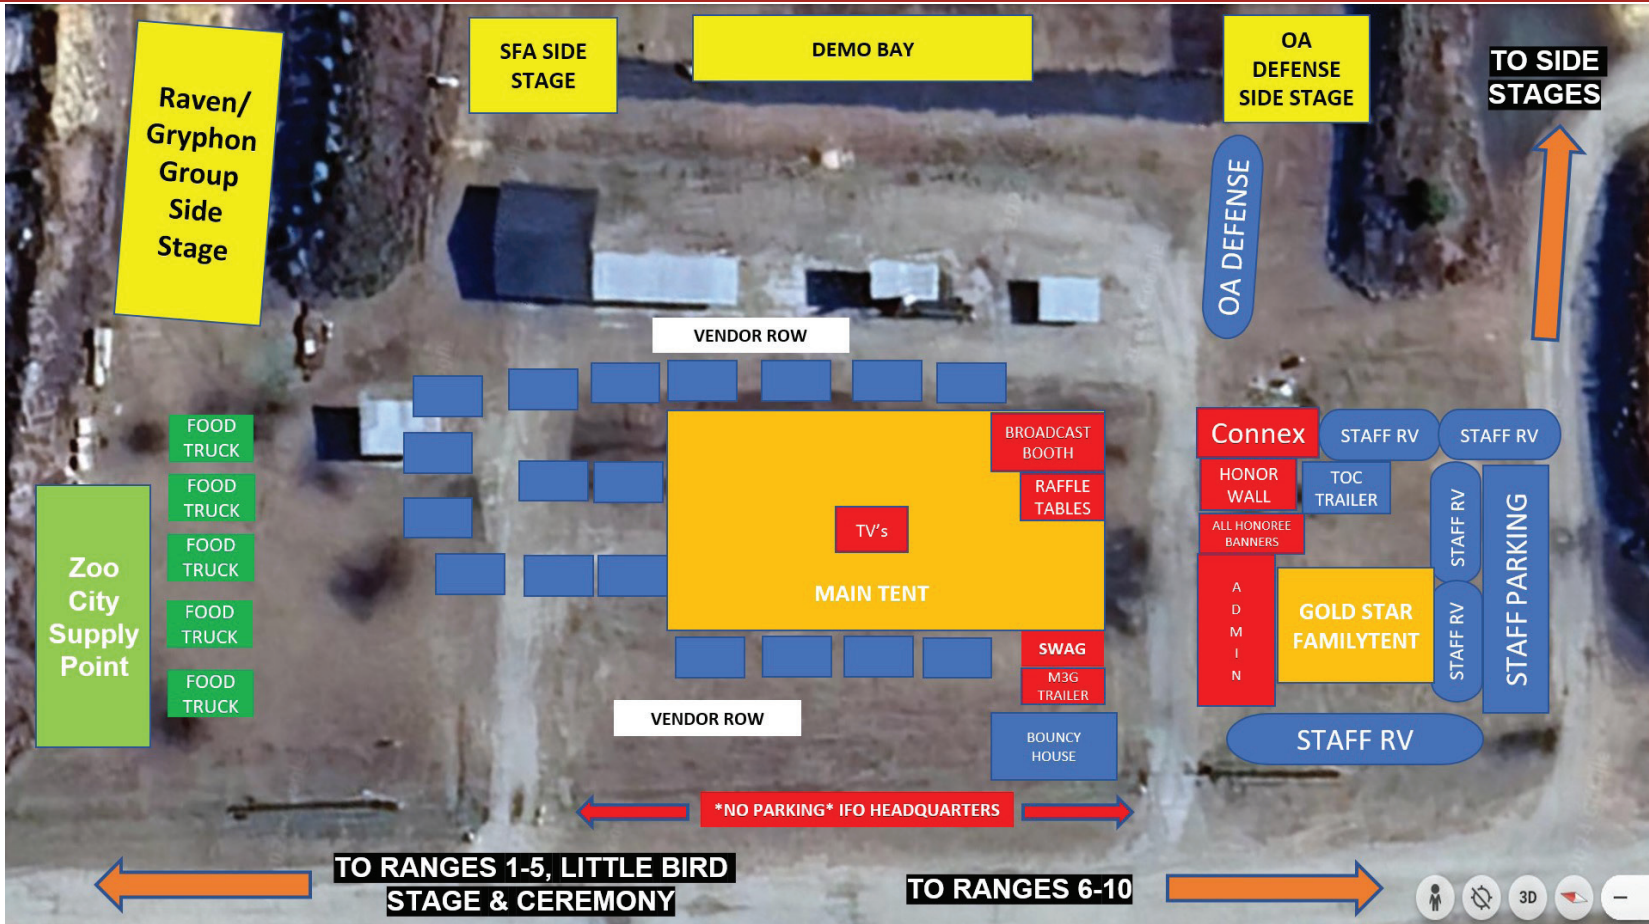 Raven/
Gryphon
Group
Side
Stage
SFA SIDE
STAGE
DEMO BAY
OA
DEFENSE
SIDE STAGE
TO SIDE
STAGES
OA DEFENSE
VENDOR ROW
FOOD
TRUCK
FOOD
TRUCK
FOOD
TRUCK
FOOD
TRUCK
FOOD
TRUCK
Zoo
City
Supply
Point
BROADCAST
BOOTH
RAFFLE
TABLES
TV's
MAIN TENT
SWAG
M3G
TRAILER
BOUNCY
HOUSE
VENDOR ROW
Connex
STAFF RV
STAFF RV
HONOR
WALL
TOC
TRAILER
ALL HONOREE
BANNERS
STAFF RV
STAFF PARKING
A
D
M
I
N
GOLD STAR
FAMILYTENT
STAFF RV
STAFF RV
*NO PARKING* IFO HEADQUARTERS
TO RANGES 1-5, LITTLE BIRD
STAGE & CEREMONY
TO RANGES 6-10
3D